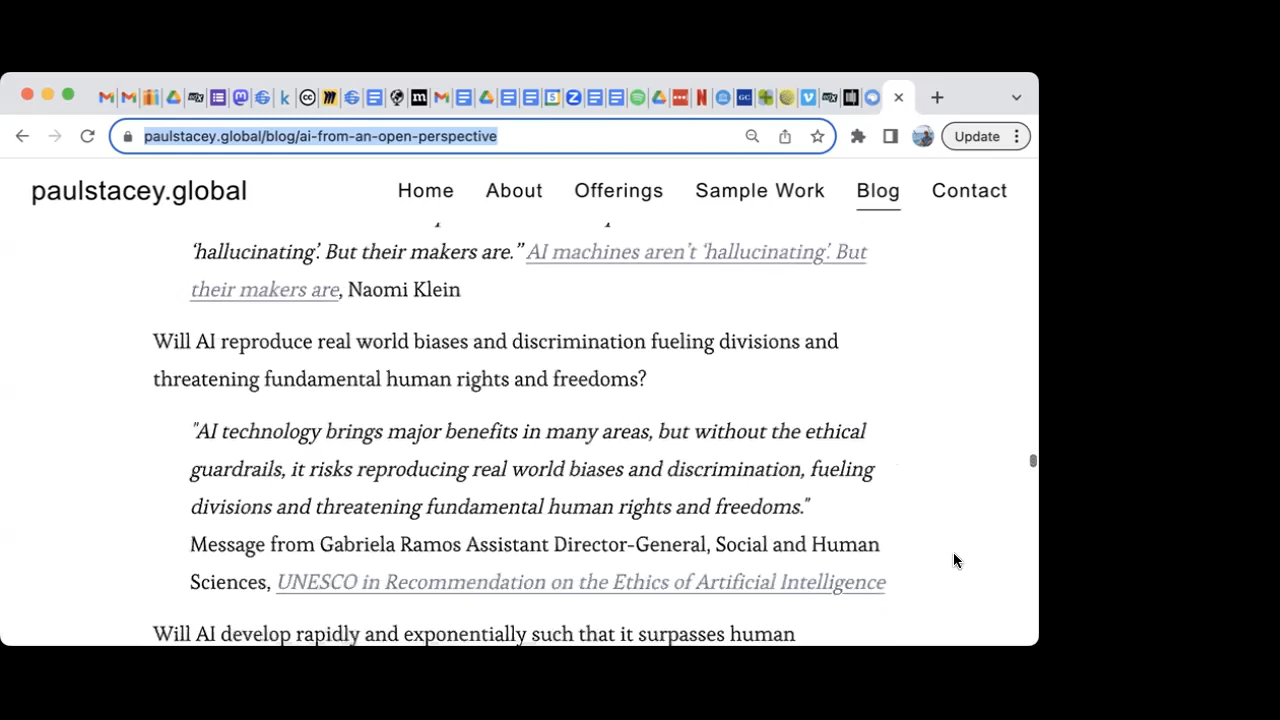 paulstacey.global/blog/ai-from-an-open-perspective
Update
paulstacey.global
Home About Offerings Sample Work Blog Contact
‘hallucinating’. But their makers are.” AI machines aren’t ‘hallucinating’. But
their makers are, Naomi Klein
Will AI reproduce real world biases and discrimination fueling divisions and
threatening fundamental human rights and freedoms?
"AI technology brings major benefits in many areas, but without the ethical
guardrails, it risks reproducing real world biases and discrimination, fueling
divisions and threatening fundamental human rights and freedoms."
Message from Gabriela Ramos Assistant Director-General, Social and Human
Sciences, UNESCO in Recommendation on the Ethics of Artificial Intelligence
Will AI develop rapidly and exponentially such that it surpasses human